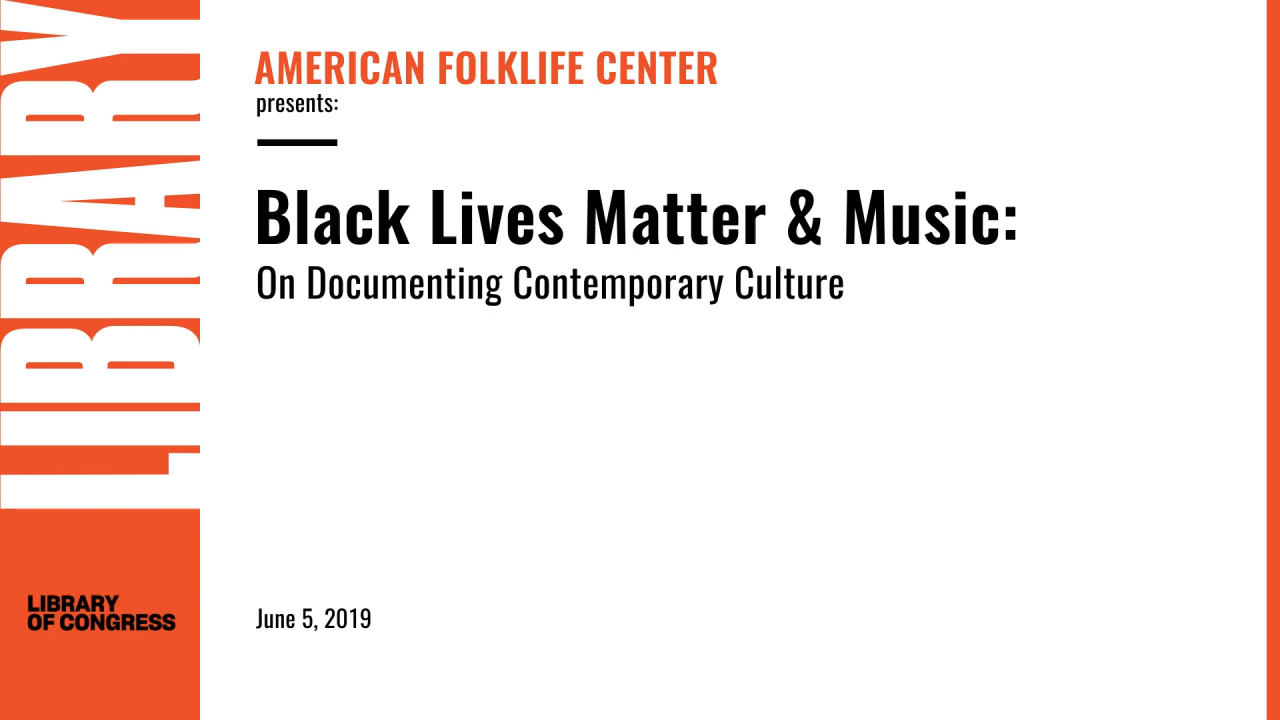 LIBRARY
AMERICAN FOLKLIFE CENTER
presents:
Black Lives Matter & Music:
On Documenting Contemporary Culture
June 5, 2019
LIBRARY
OF CONGRESS